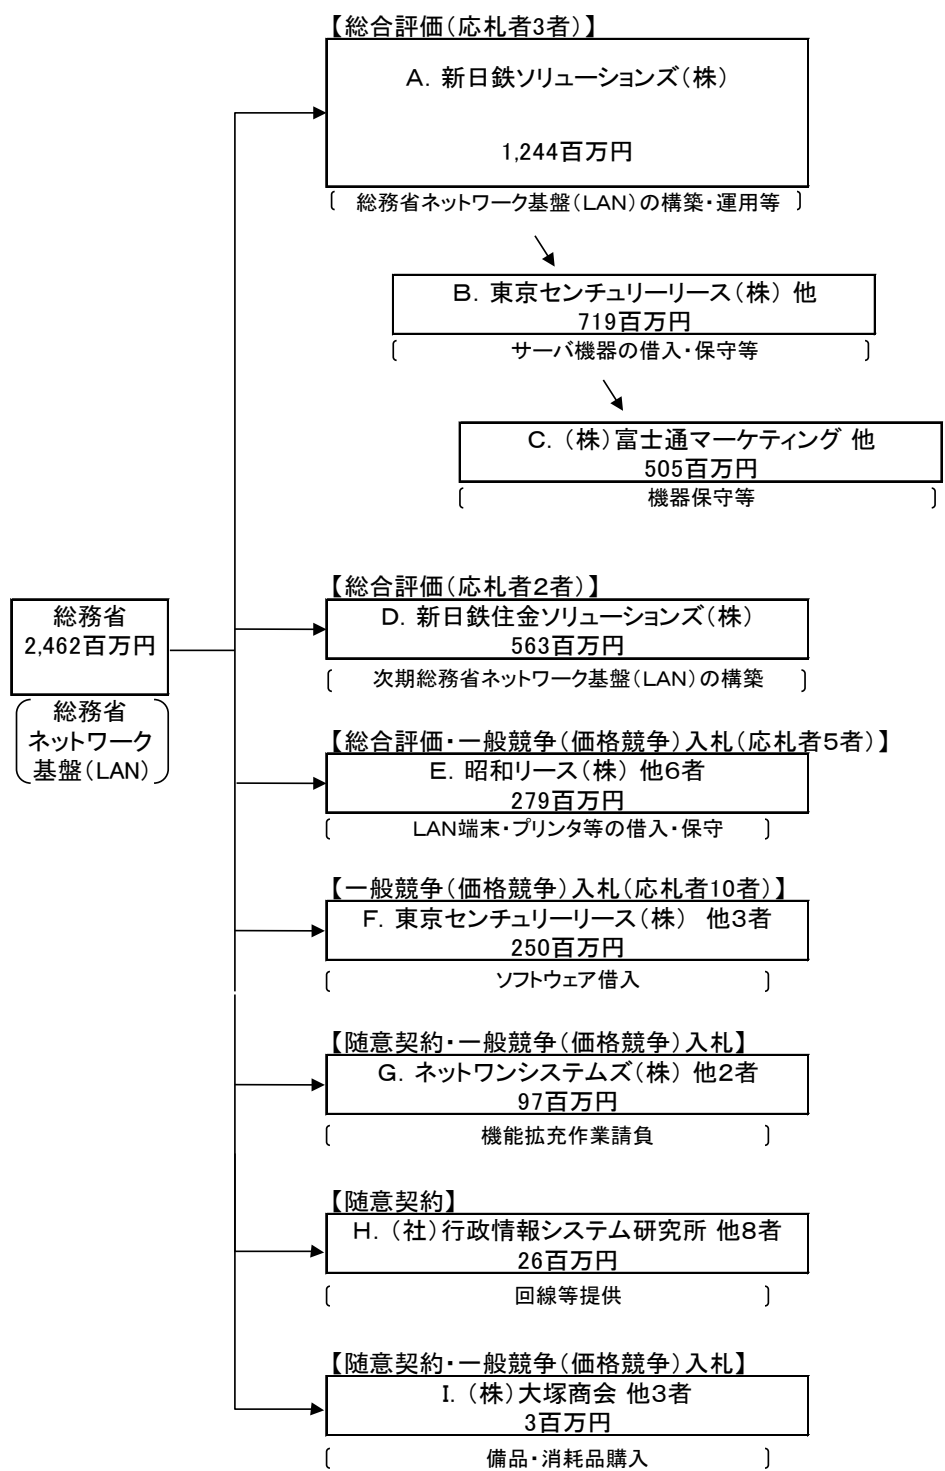 【総合評価（応札者3者）】
A．新日鉄ソリューションズ（株）
1,244百万円
〔 総務省ネットワーク基盤（LAN）の構築・運用等 〕
B．東京センチュリーリース（株） 他
719百万円
〔 サーバ機器の借入・保守等 〕
C．（株）富士通マーケティング 他
505百万円
〔 機器保守等 〕
総務省
2,462百万円
総務省
ネットワーク
基盤（LAN）
【総合評価（応札者２者）】
D．新日鉄住金ソリューションズ（株）
563百万円
〔 次期総務省ネットワーク基盤（LAN）の構築 〕
【総合評価・一般競争（価格競争）入札（応札者５者）】
E．昭和リース（株） 他６者
279百万円
〔 LAN端末・プリンタ等の借入・保守 〕
【一般競争（価格競争）入札（応札者10者）】
F．東京センチュリーリース（株） 他３者
250百万円
〔 ソフトウェア借入 〕
【随意契約・一般競争（価格競争）入札】
G．ネットワンシステムズ（株） 他２者
97百万円
〔 機能拡充作業請負 〕
【随意契約】
H．（社）行政情報システム研究所 他８者
26百万円
〔 回線等提供 〕
【随意契約・一般競争（価格競争）入札】
I．（株）大塚商会 他３者
3百万円
〔 備品・消耗品購入 〕